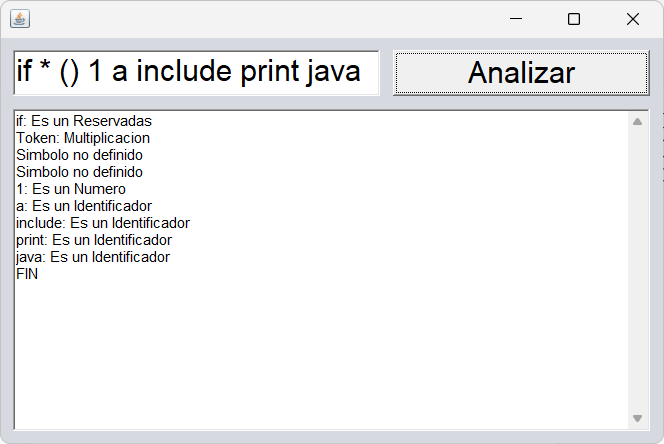 if * () 1 a include print java
Analizar
if: Es un Reservadas
Token: Multiplicacion
Simbolo no definido
Simbolo no definido
1: Es un Numero
a: Es un Identificador
include: Es un Identificador
print: Es un Identificador
java: Es un Identificador
FIN